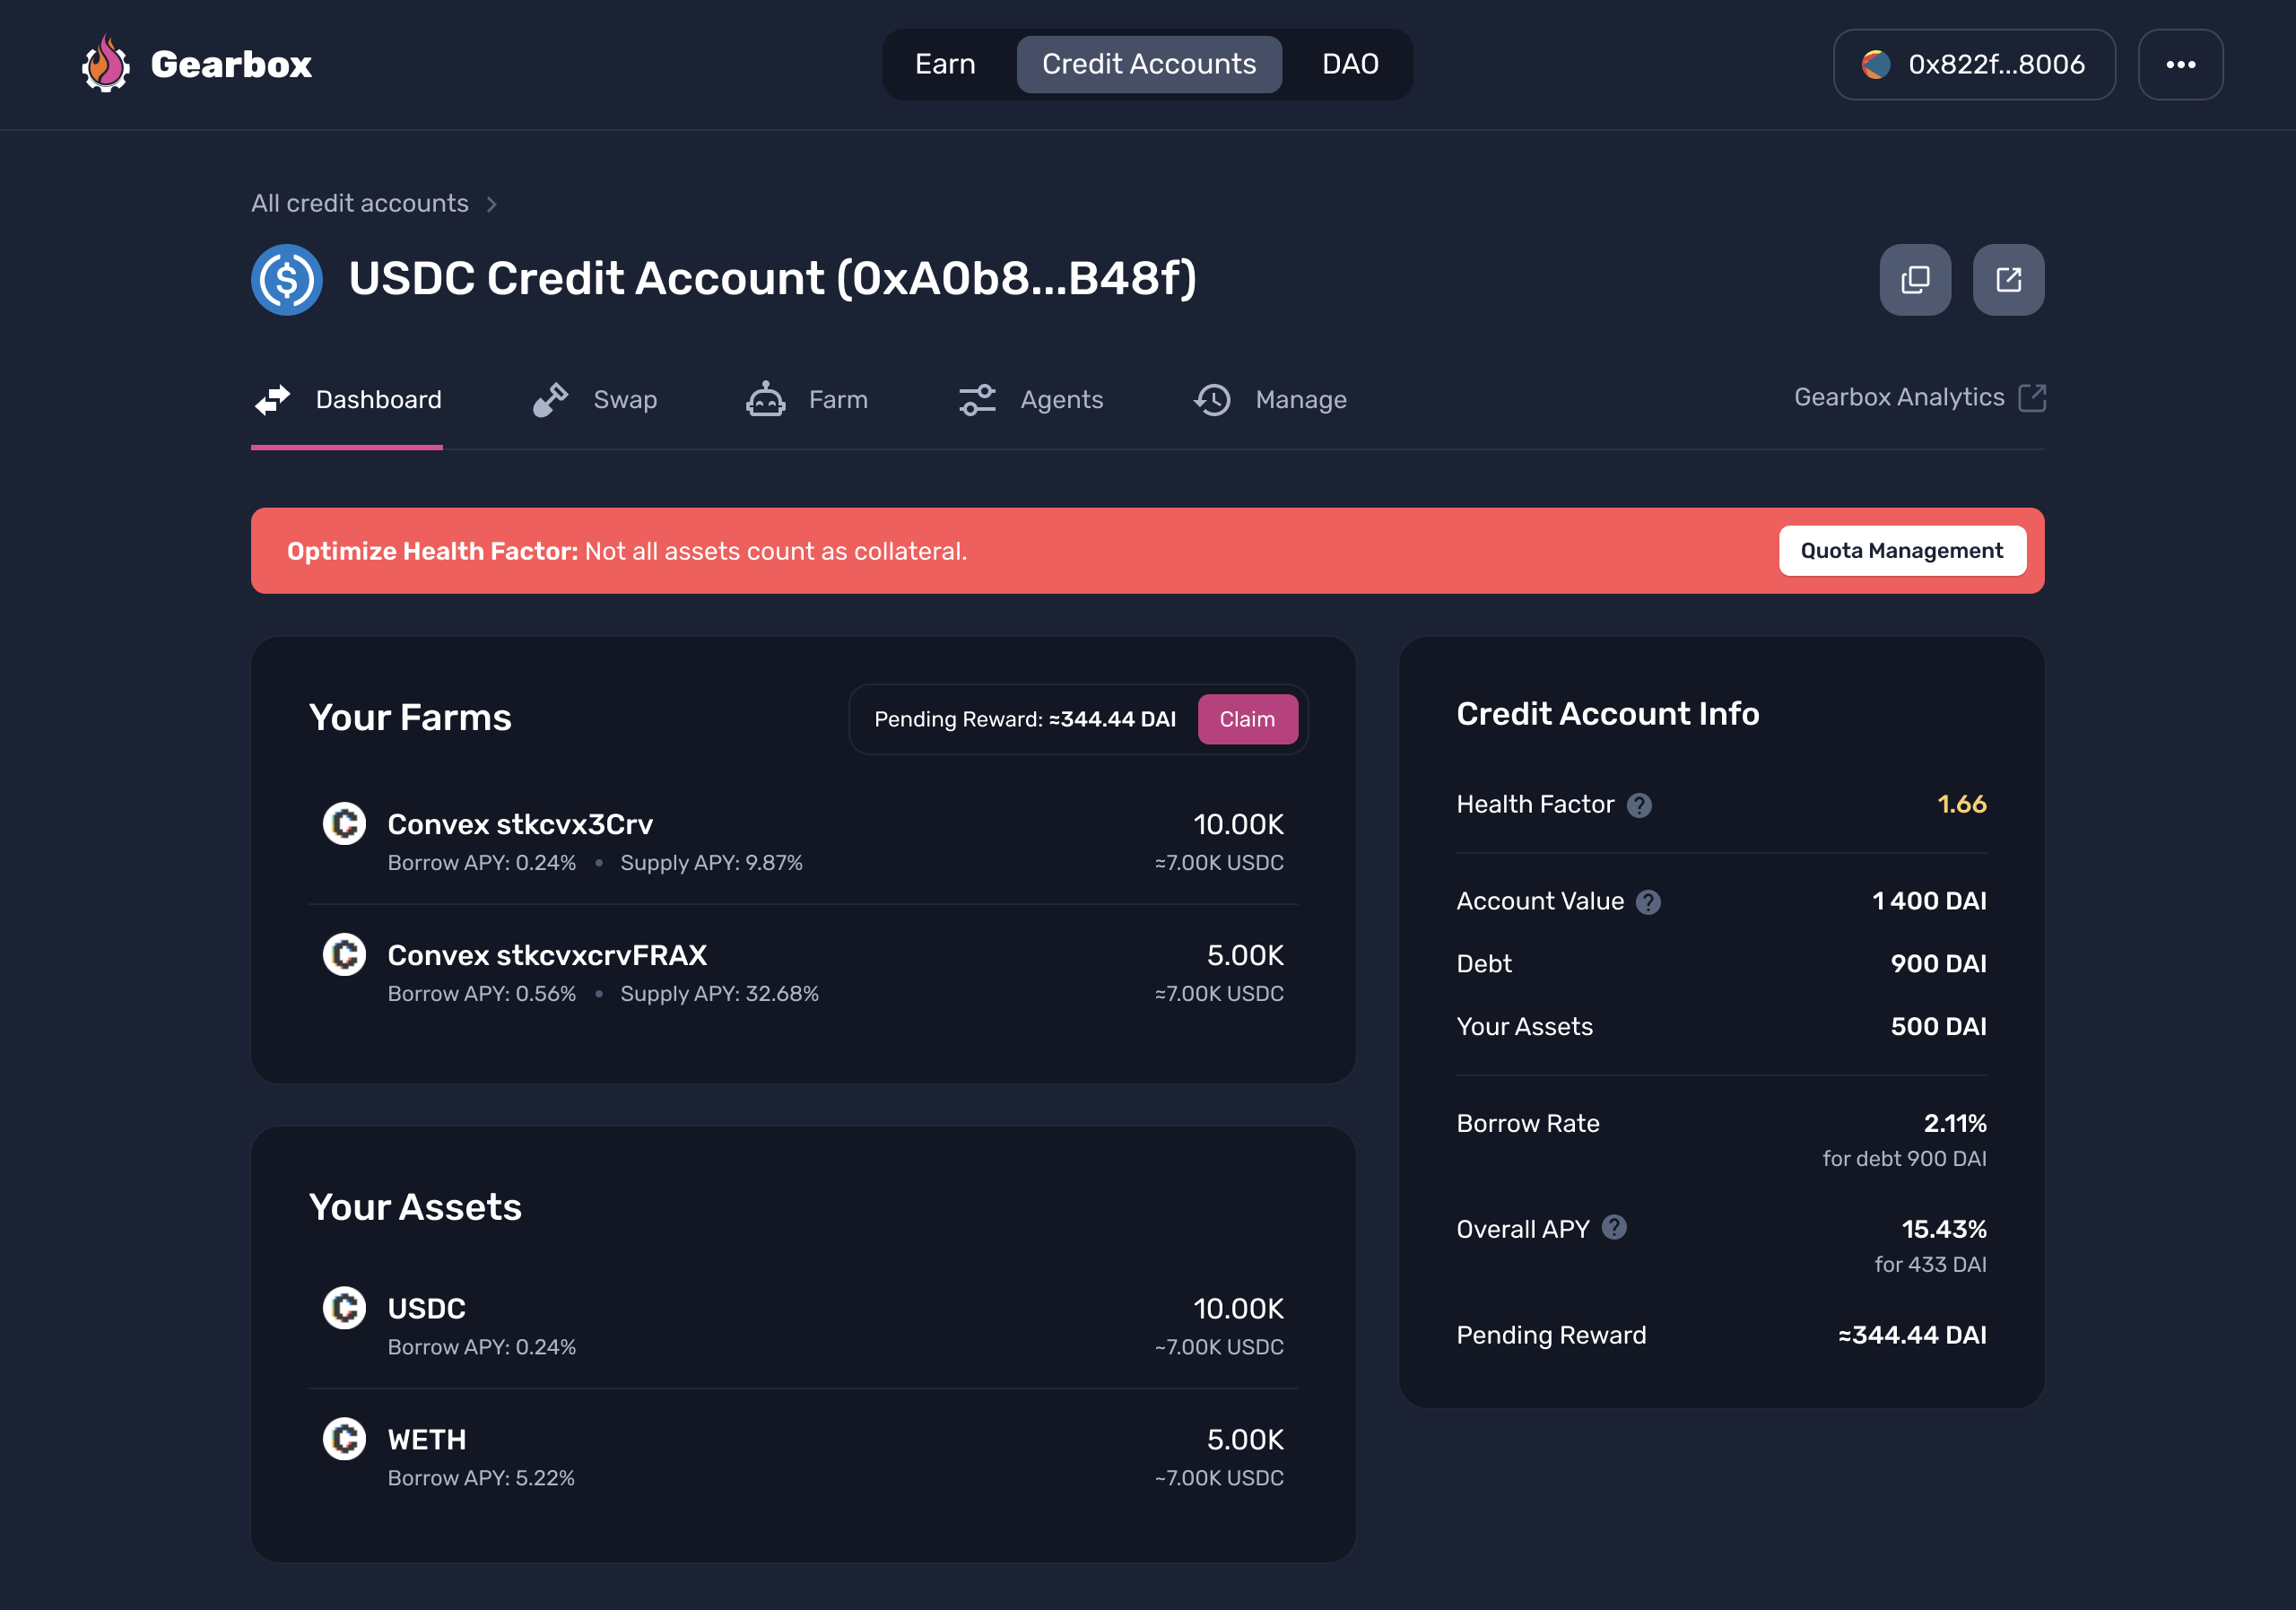 Gearbox
Earn
Credit Accounts
DAO
0x822f...8006
All credit accounts
USDC Credit Account (0xA0b8...B48f)
Dashboard
Swap
Farm
Agents
Manage
Gearbox Analytics
Optimize Health Factor: Not all assets count as collateral.
Quota Management
Your Farms
Pending Reward: ≈344.44 DAI
Claim
Convex stkcvx3Crv
10.00K
Borrow APY: 0.24% • Supply APY: 9.87%
≈7.00K USDC
Convex stkcvxcrvFRAX
5.00K
Borrow APY: 0.56% • Supply APY: 32.68%
≈7.00K USDC
Your Assets
USDC
10.00K
Borrow APY: 0.24%
~7.00K USDC
WETH
5.00K
Borrow APY: 5.22%
~7.00K USDC
Credit Account Info
Health Factor ?
1.66
Account Value ?
1 400 DAI
Debt
900 DAI
Your Assets
500 DAI
Borrow Rate
2.11%
for debt 900 DAI
Overall APY ?
15.43%
for 433 DAI
Pending Reward
≈344.44 DAI